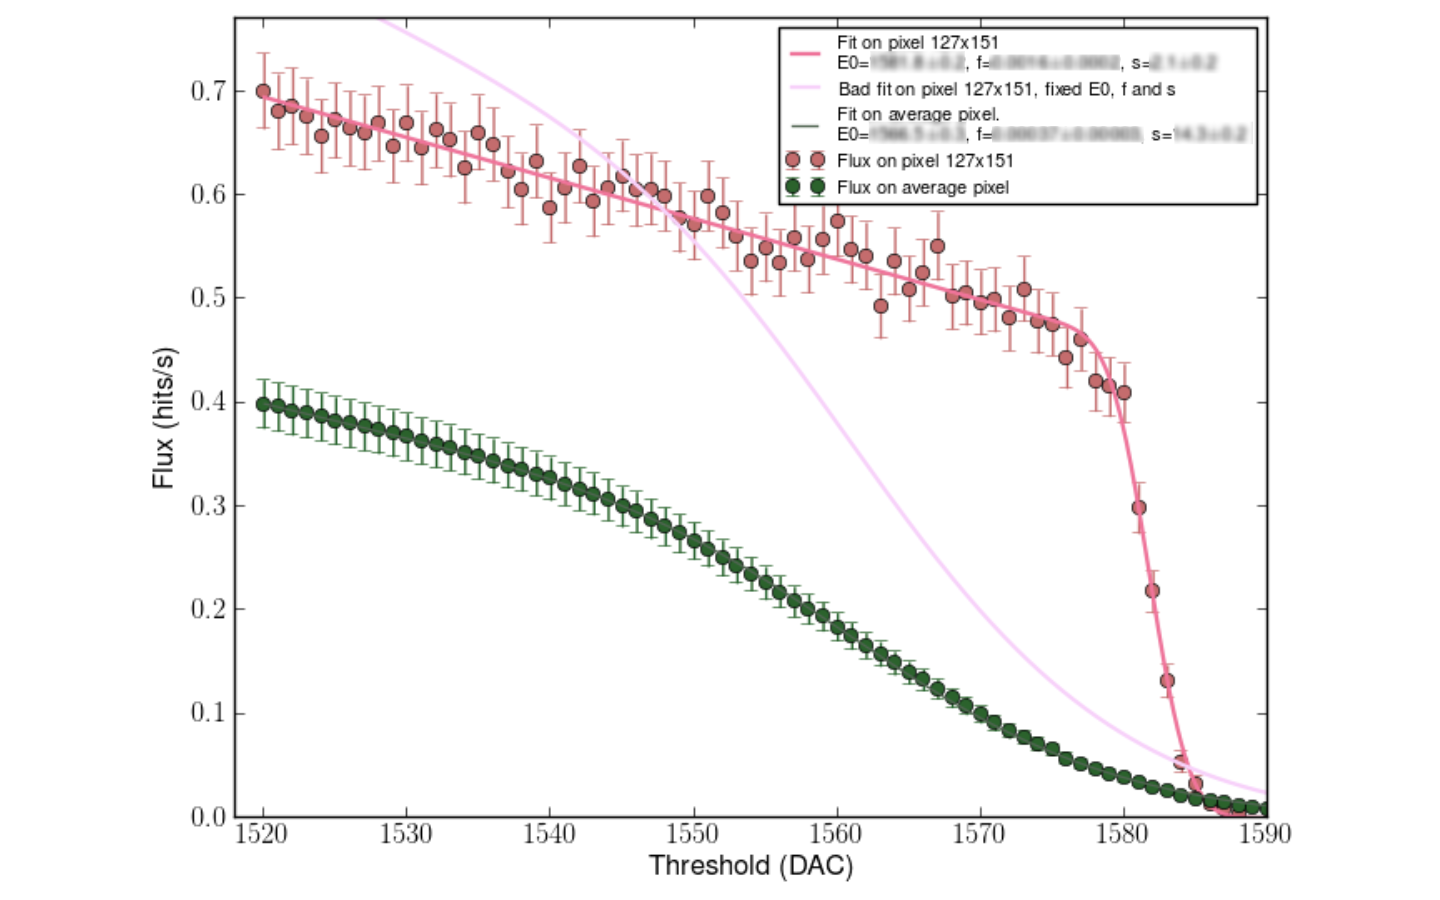 Fit on pixel 127x151
E0=, f=, s=
Bad fit on pixel 127x151, fixed E0, f and s
Fit on average pixel.
E0=, f=, s=
Flux on pixel 127x151
Flux on average pixel
0.7
0.6
0.5
0.4
0.3
0.2
0.1
0.0
Flux (hits/s)
1520 1530 1540 1550 1560 1570 1580 1590
Threshold (DAC)